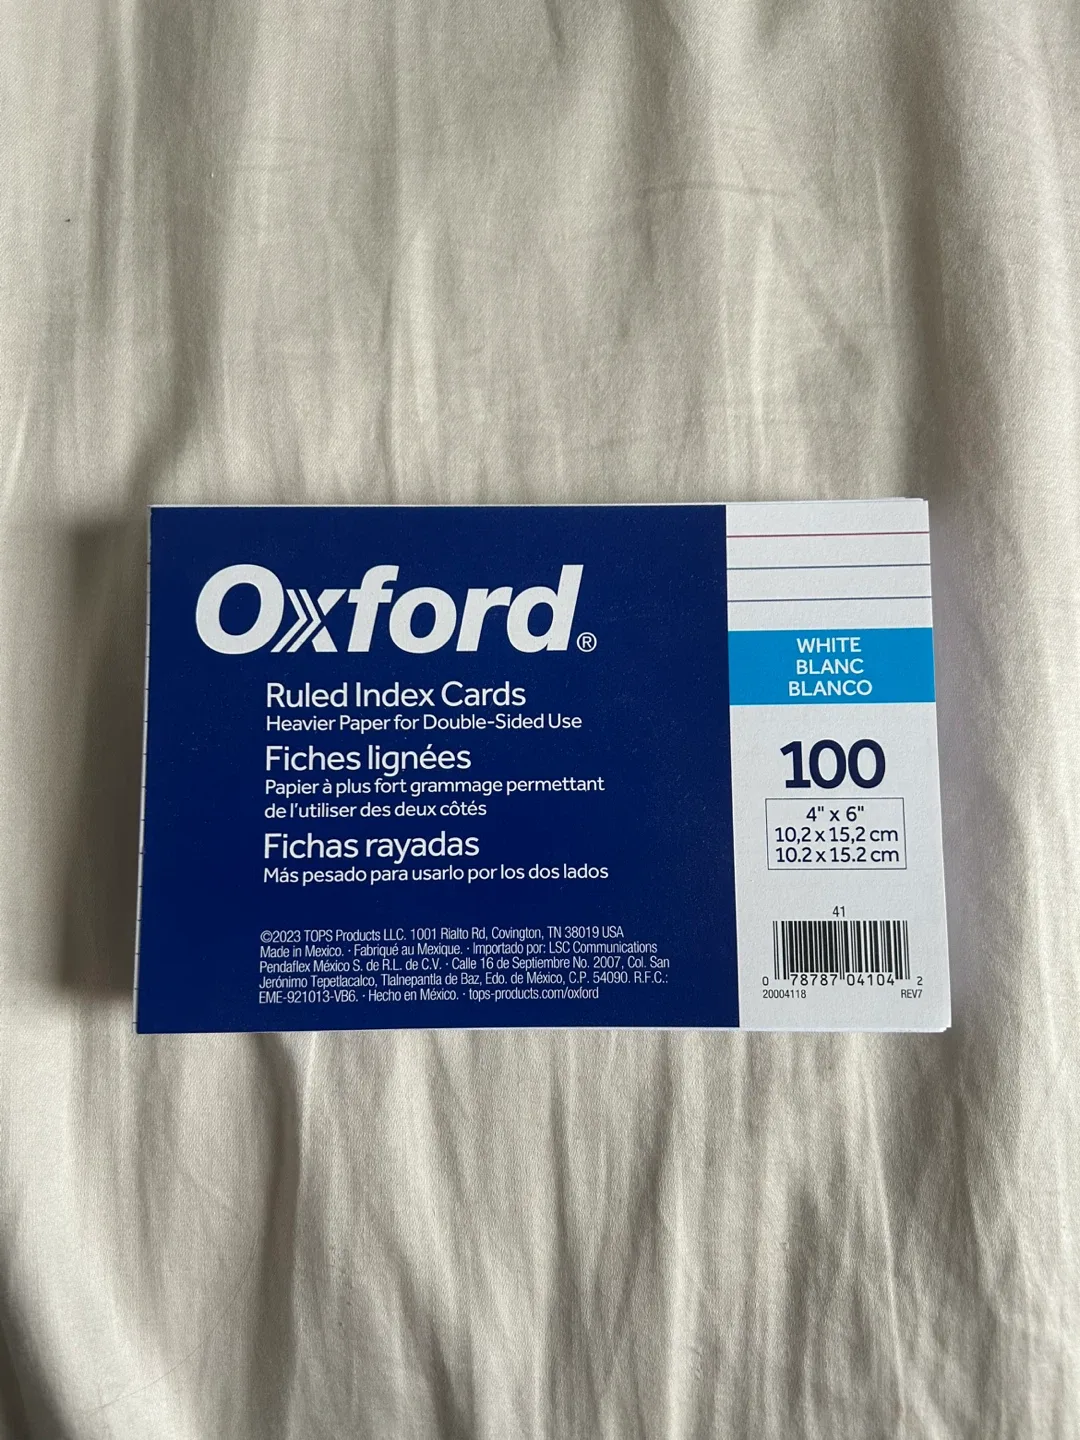 Oxford®
Ruled Index Cards
Heavier Paper for Double-Sided Use
Fiches lignées
Papier à plus fort grammage permettant
de l'utiliser des deux côtés
Fichas rayadas
Más pesado para usarlo por los dos lados
©2023 TOPS Products LLC. 1001 Rialto Rd, Covington, TN 38019 USA
Made in Mexico. · Fabriqué au Mexique. · Importado por: LSC Communications
Pendaflex México S. de R.L. de C.V. · Calle 16 de Septiembre No. 2007, Col. San
Jerónimo Tepetlacalco, Tlalnepantla de Baz, Edo. de México, C.P. 54090. R.F.C.:
EME-921013-VB6. · Hecho en México. · tops-products.com/oxford
WHITE
BLANC
BLANCO
100
4" x 6"
10,2 x 15,2 cm
10.2 x 15.2 cm
41
0 78787 04104 2
20004118 REV7